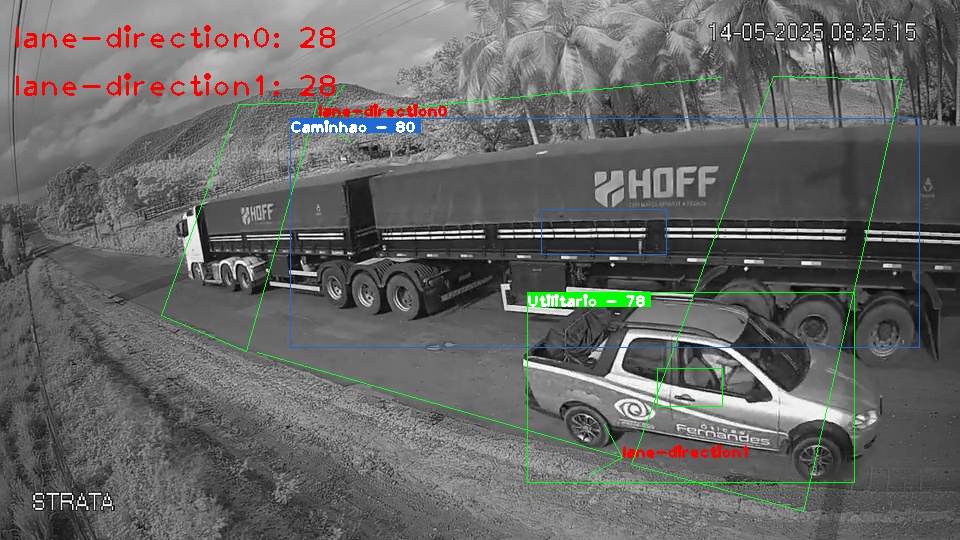 lane-direction0: 28
14-05-2025 08:25:15
lane-direction1: 28
lane-direction0
Caminhao - 80
HOFF
HOFF
Utilitario - 78
Óticas
Fernandes
lane-direction1
STRATA